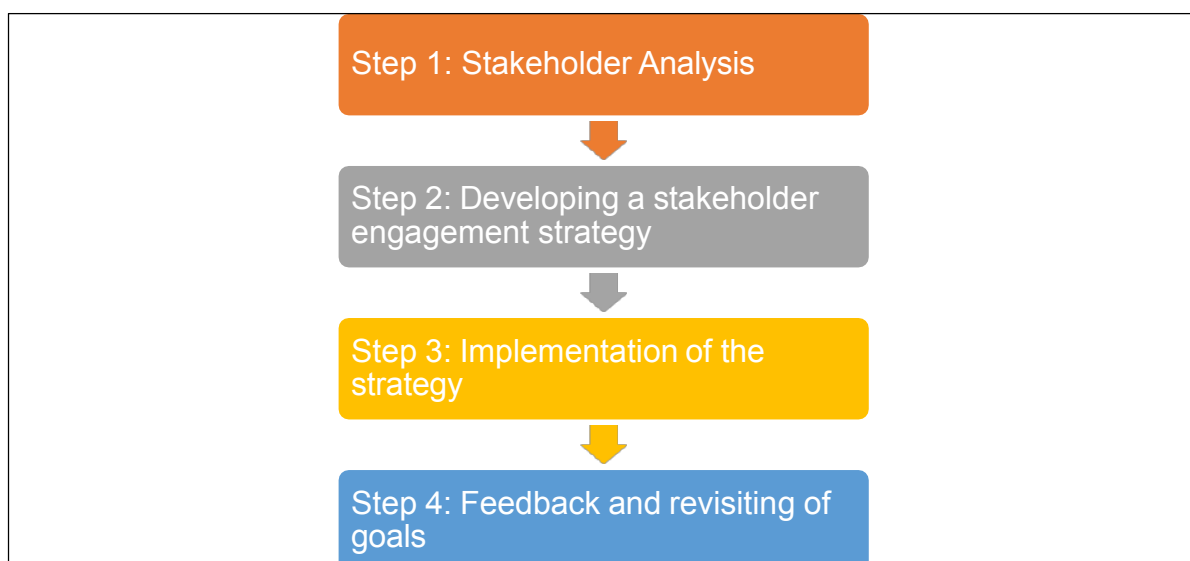 Step 1: Stakeholder Analysis
Step 2: Developing a stakeholder
engagement strategy
Step 3: Implementation of the
strategy
Step 4: Feedback and revisiting of
goals